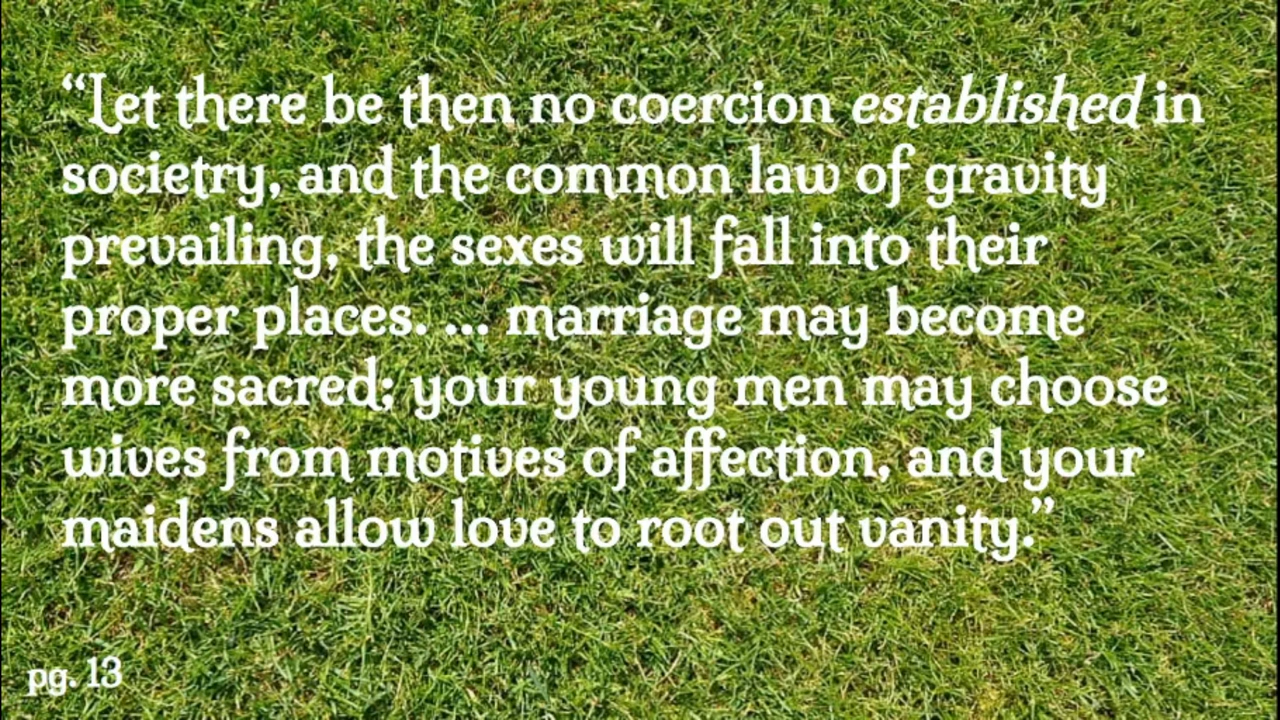 “Let there be then no coercion established in
societry, and the common law of gravity
prevailing, the sexes will fall into their
proper places. ... marriage may become
more sacred; your young men may choose
wives from motives of affection, and your
maidens allow love to root out vanity.”
pg. 13